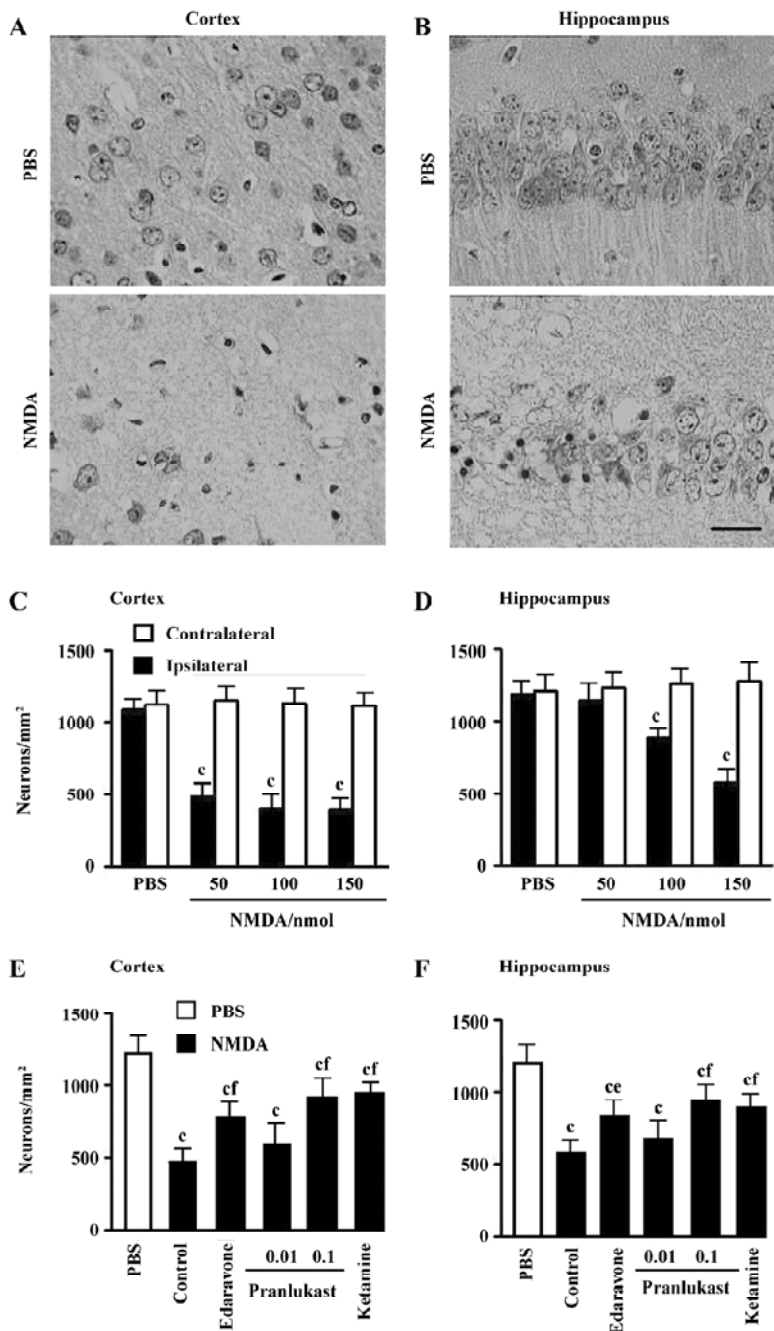 A Cortex
B Hippocampus
PBS
PBS
NMDA
NMDA
C Cortex
Contralateral
Ipsilateral
Neurons/mm²
1500
1000
500
0
c c c
PBS 50 100 150
NMDA/nmol
D Hippocampus
1500
1000
500
0
c c
PBS 50 100 150
NMDA/nmol
E Cortex
PBS
NMDA
Neurons/mm²
1500
1000
500
0
c cf c cf cf
PBS Control Edaravone 0.01 0.1 Ketamine
Pranlukast
F Hippocampus
1500
1000
500
0
c ce c cf cf
PBS Control Edaravone 0.01 0.1 Ketamine
Pranlukast